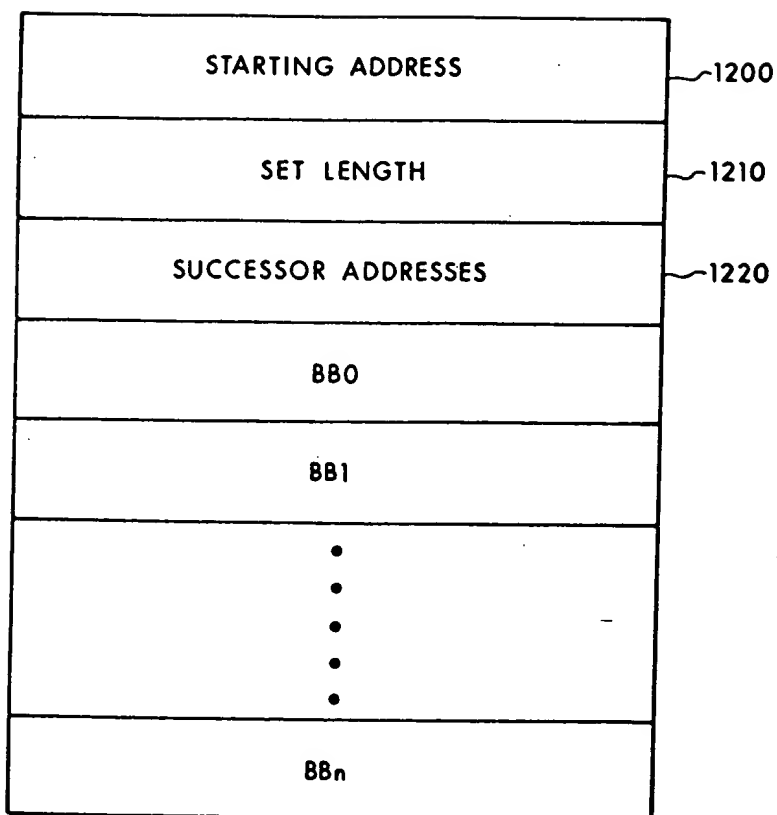 STARTING ADDRESS 1200
SET LENGTH 1210
SUCCESSOR ADDRESSES 1220
BB0
BB1
BBn